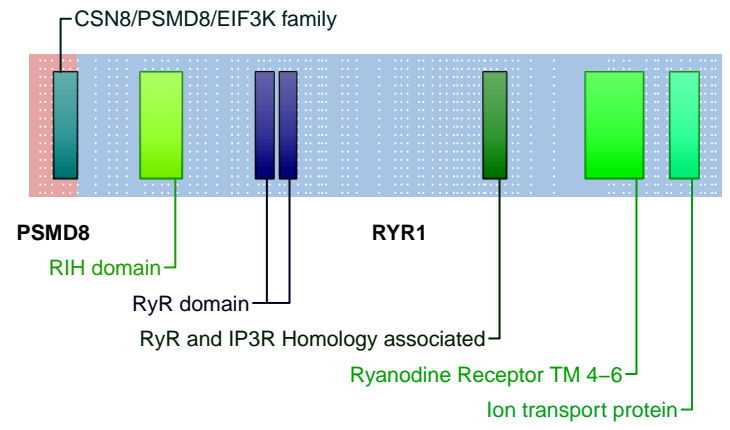 CSN8/PSMD8/EIF3K family
PSMD8
RYR1
RIH domain
RyR domain
RyR and IP3R Homology associated
Ryanodine Receptor TM 4−6
Ion transport protein